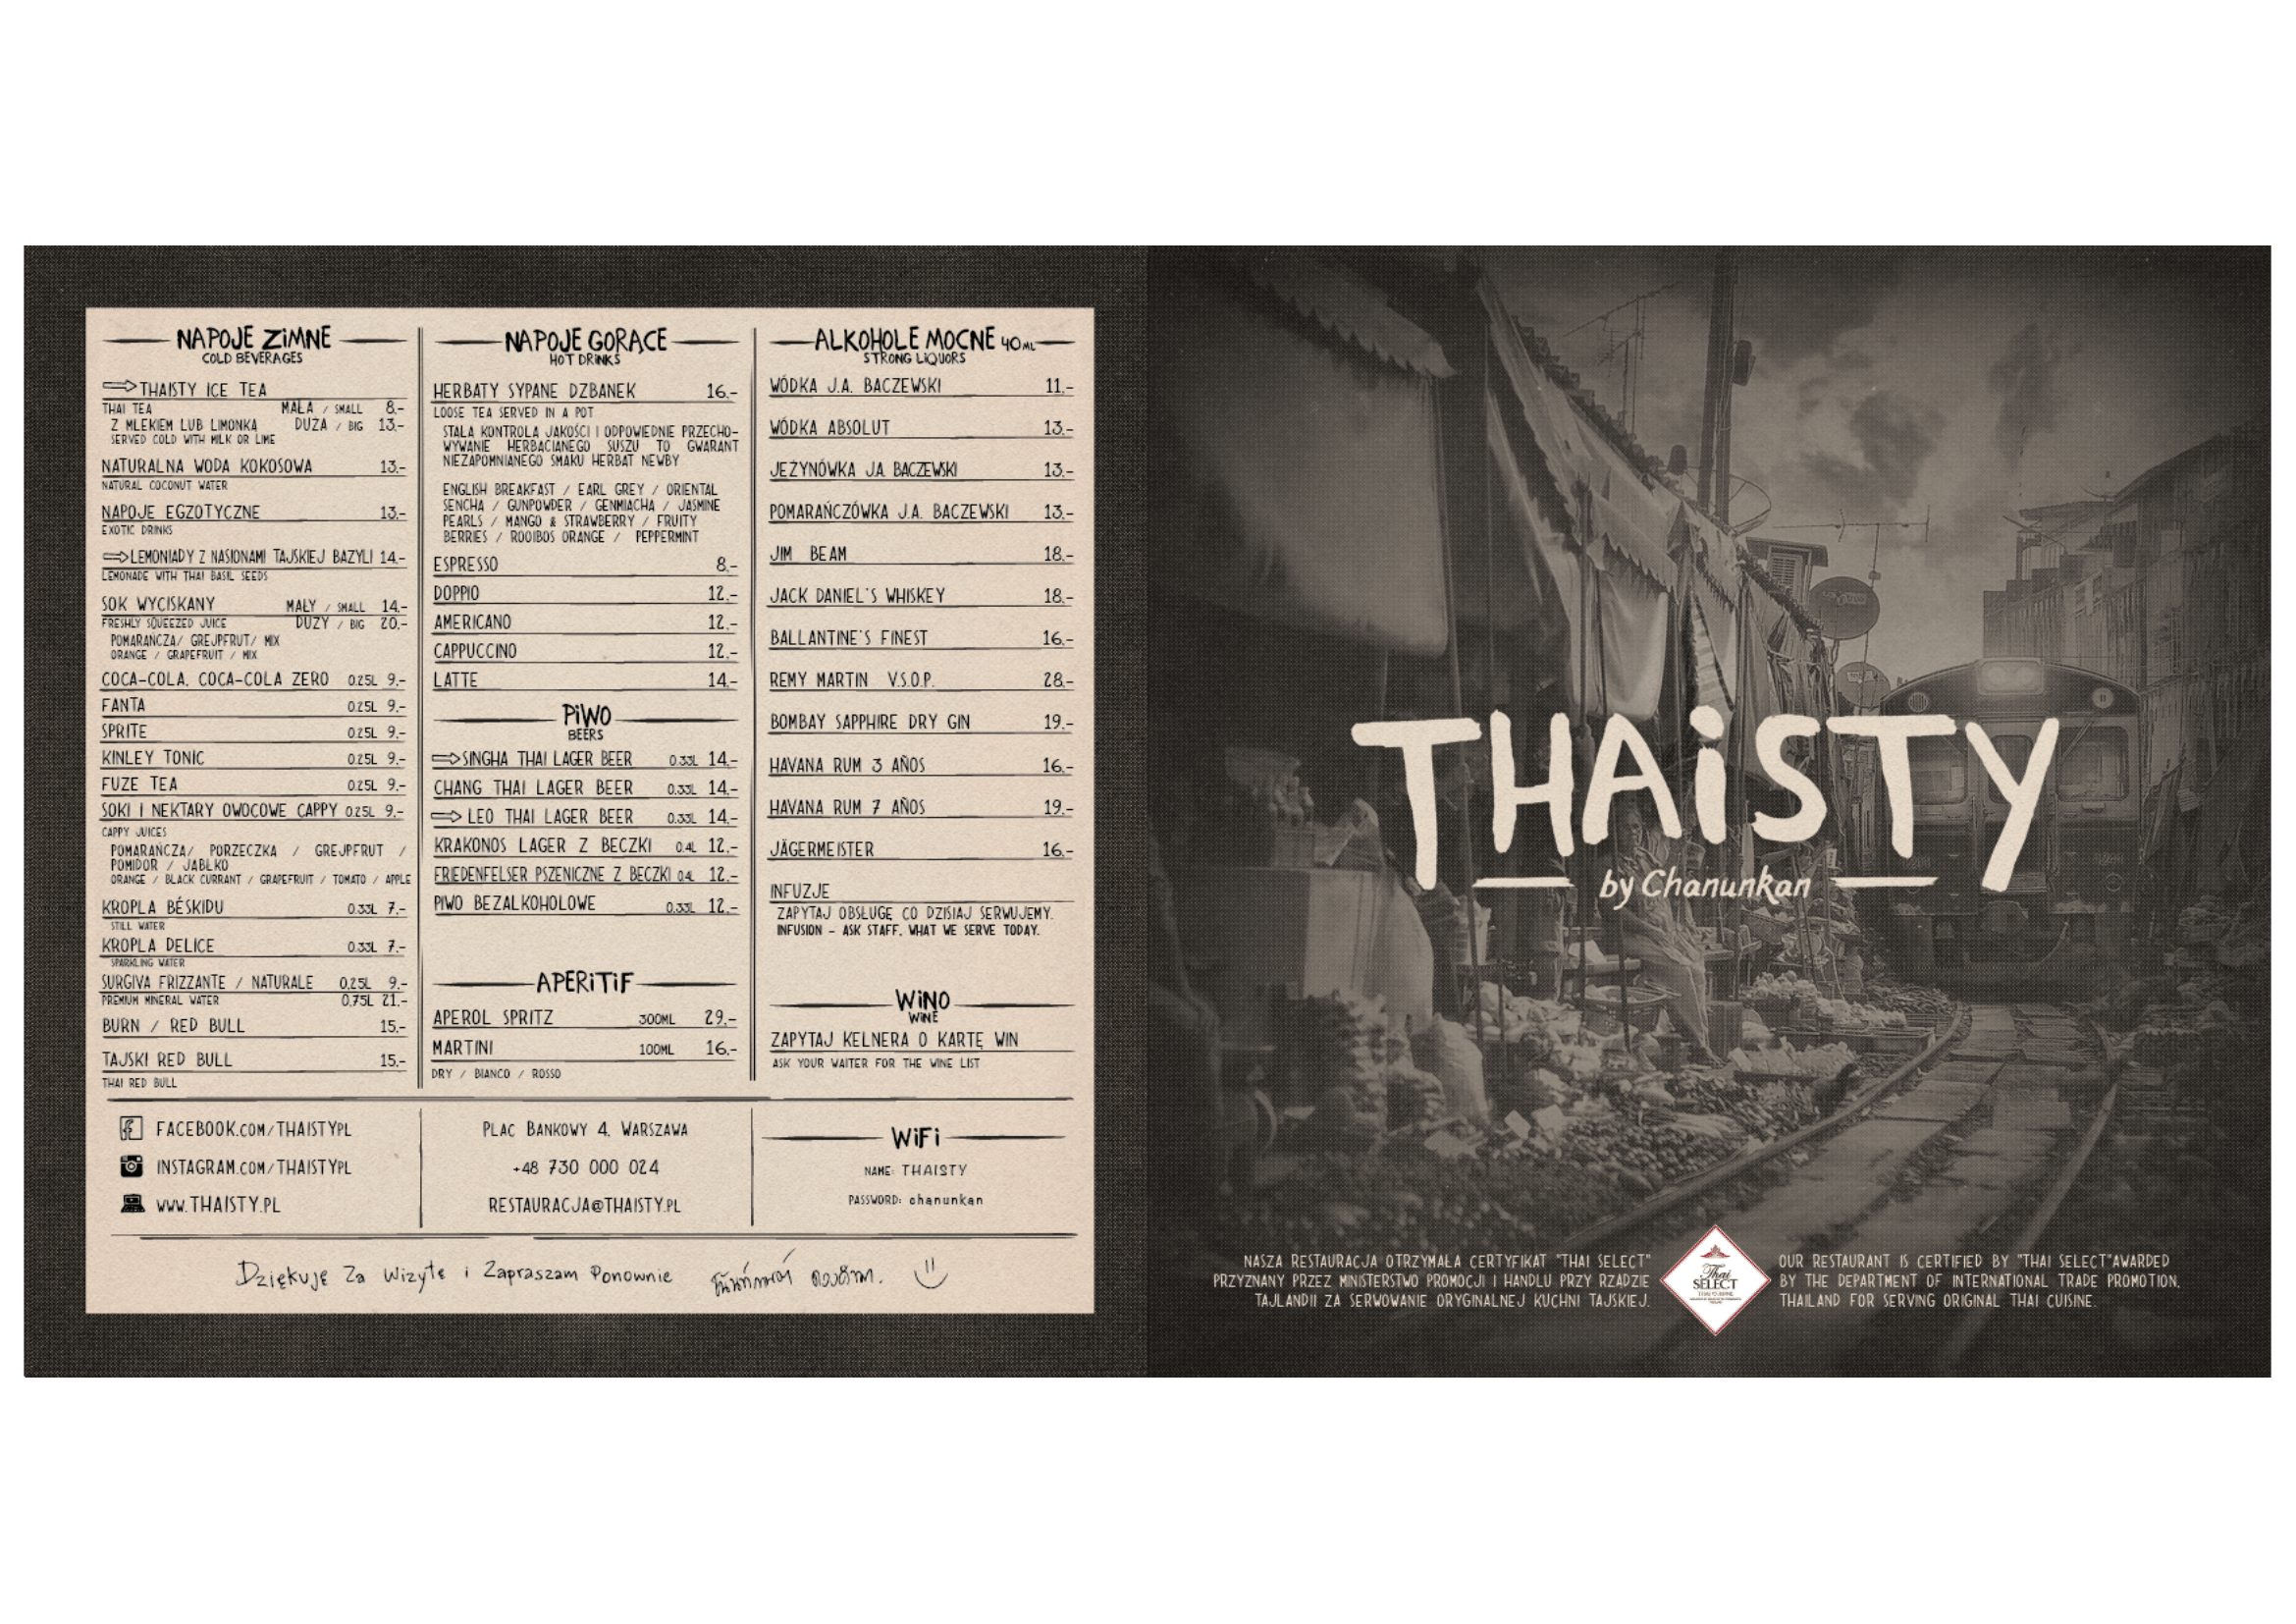 NAPOJE ZiMNE
COLD BEVERAGES
THAISTY ICE TEA
THAI TEA MAŁA / SMALL 8.-
Z MLEKIEM LUB LIMONKA DUŻA / BIG 13.-
SERVED COLD WITH MILK OR LIME
NATURALNA WODA KOKOSOWA 13.-
NATURAL COCONUT WATER
NAPOJE EGZOTYCZNE 13.-
EXOTIC DRINKS
LEMONIADY Z NASIONAMI TAJSKIEJ BAZYLI 14.-
LEMONADE WITH THAI BASIL SEEDS
SOK WYCISKANY MAŁY / SMALL 14.-
FRESHLY SQUEEZED JUICE DUŻY / BIG 20.-
POMARAŃCZA/ GREJPFRUT/ MIX
ORANGE / GRAPEFRUIT / MIX
COCA-COLA, COCA-COLA ZERO 0.25L 9.-
FANTA 0.25L 9.-
SPRITE 0.25L 9.-
KINLEY TONIC 0.25L 9.-
FUZE TEA 0.25L 9.-
SOKI I NEKTARY OWOCOWE CAPPY 0.25L 9.-
CAPPY JUICES
POMARAŃCZA/ PORZECZKA / GREJPFRUT /
POMIDOR / JABŁKO
ORANGE / BLACK CURRANT / GRAPEFRUIT / TOMATO / APPLE
KROPLA BESKIDU 0.33L 7.-
STILL WATER
KROPLA DELICE 0.33L 7.-
SPARKLING WATER
SURGIVA FRIZZANTE / NATURALE 0,25L 9.-
PREMIUM MINERAL WATER 0,75L 21.-
BURN / RED BULL 15.-
TAJSKI RED BULL 15.-
THAI RED BULL
NAPOJE GORĄCE
HOT DRiNKS
HERBATY SYPANE DZBANEK 16.-
LOOSE TEA SERVED IN A POT
STAŁA KONTROLA JAKOŚCI I ODPOWIEDNIE PRZECHO-
WYWANIE HERBACIANEGO SUSZU TO GWARANT
NIEZAPOMNIANEGO SMAKU HERBAT NEWBY
ENGLISH BREAKFAST / EARL GREY / ORIENTAL
SENCHA / GUNPOWDER / GENMIACHA / JASMINE
PEARLS / MANGO & STRAWBERRY / FRUITY
BERRIES / ROOIBOS ORANGE / PEPPERMINT
ESPRESSO 8.-
DOPPIO 12.-
AMERICANO 12.-
CAPPUCCINO 12.-
LATTE 14.-
PiWO
BEERS
SINGHA THAI LAGER BEER 0.33L 14.-
CHANG THAI LAGER BEER 0.33L 14.-
LEO THAI LAGER BEER 0.33L 14.-
KRAKONOS LAGER Z BECZKI 0.4L 12.-
FRIEDENFELSER PSZENICZNE Z BECZKI 0.4L 12.-
PIWO BEZALKOHOLOWE 0.33L 12.-
APERiTiF
APEROL SPRITZ 300ML 29.-
MARTINI 100ML 16.-
DRY / BIANCO / ROSSO
ALKOHOLE MOCNE 40ML
STRONG LiQUORS
WÓDKA J.A. BACZEWSKI 11.-
WÓDKA ABSOLUT 13.-
JEŻYNÓWKA J.A. BACZEWSKI 13.-
POMARAŃCZÓWKA J.A. BACZEWSKI 13.-
JIM BEAM 18.-
JACK DANIEL'S WHISKEY 18.-
BALLANTINE'S FINEST 16.-
REMY MARTIN V.S.O.P. 28.-
BOMBAY SAPPHIRE DRY GIN 19.-
HAVANA RUM 3 AÑOS 16.-
HAVANA RUM 7 AÑOS 19.-
JÄGERMEISTER 16.-
INFUZJE
ZAPYTAJ OBSŁUGĘ CO DZISIAJ SERWUJEMY.
INFUSION - ASK STAFF, WHAT WE SERVE TODAY.
WiNO
WiNE
ZAPYTAJ KELNERA O KARTĘ WIN
ASK YOUR WAITER FOR THE WINE LIST
FACEBOOK.COM/THAISTYPL
INSTAGRAM.COM/THAISTYPL
WWW.THAISTY.PL
PLAC BANKOWY 4, WARSZAWA
+48 730 000 024
RESTAURACJA@THAISTY.PL
WiFi
NAME: THAISTY
PASSWORD: chanunkan
Dziękuję Za Wizytę i Zapraszam Ponownie
THAiSTY
by Chanunkan
NASZA RESTAURACJA OTRZYMAŁA CERTYFIKAT "THAI SELECT"
PRZYZNANY PRZEZ MINISTERSTWO PROMOCJI I HANDLU PRZY RZĄDZIE
TAJLANDII ZA SERWOWANIE ORYGINALNEJ KUCHNI TAJSKIEJ.
Thai
SELECT
THAI CUISINE
OUR RESTAURANT IS CERTIFIED BY "THAI SELECT"AWARDED
BY THE DEPARTMENT OF INTERNATIONAL TRADE PROMOTION,
THAILAND FOR SERVING ORIGINAL THAI CUISINE.